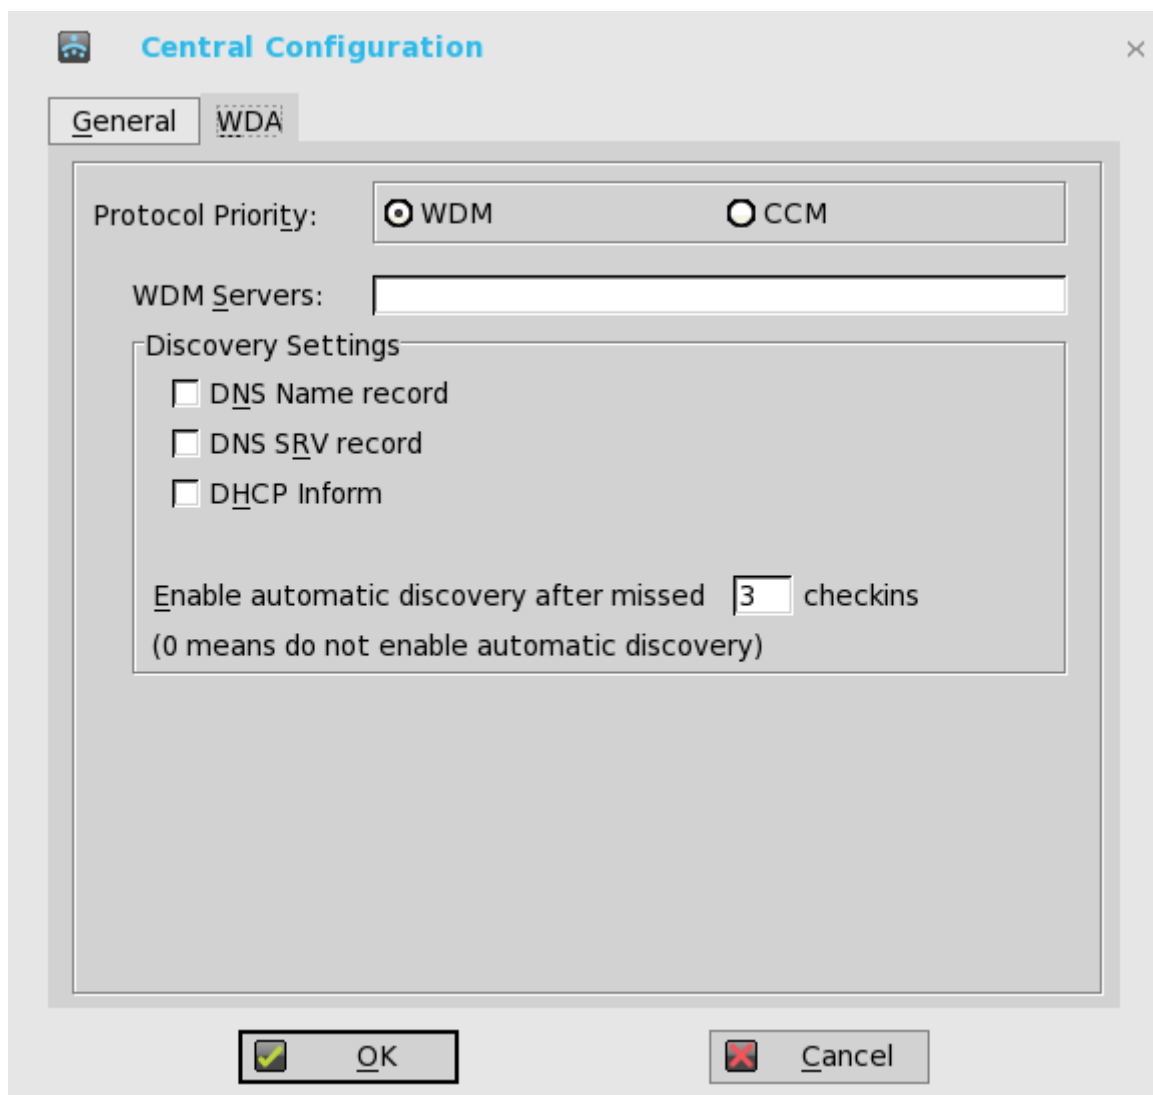 Central Configuration
General WDA
Protocol Priority: WDM CCM
WDM Servers:
Discovery Settings
DNS Name record
DNS SRV record
DHCP Inform
Enable automatic discovery after missed 3 checkins
(0 means do not enable automatic discovery)
OK Cancel